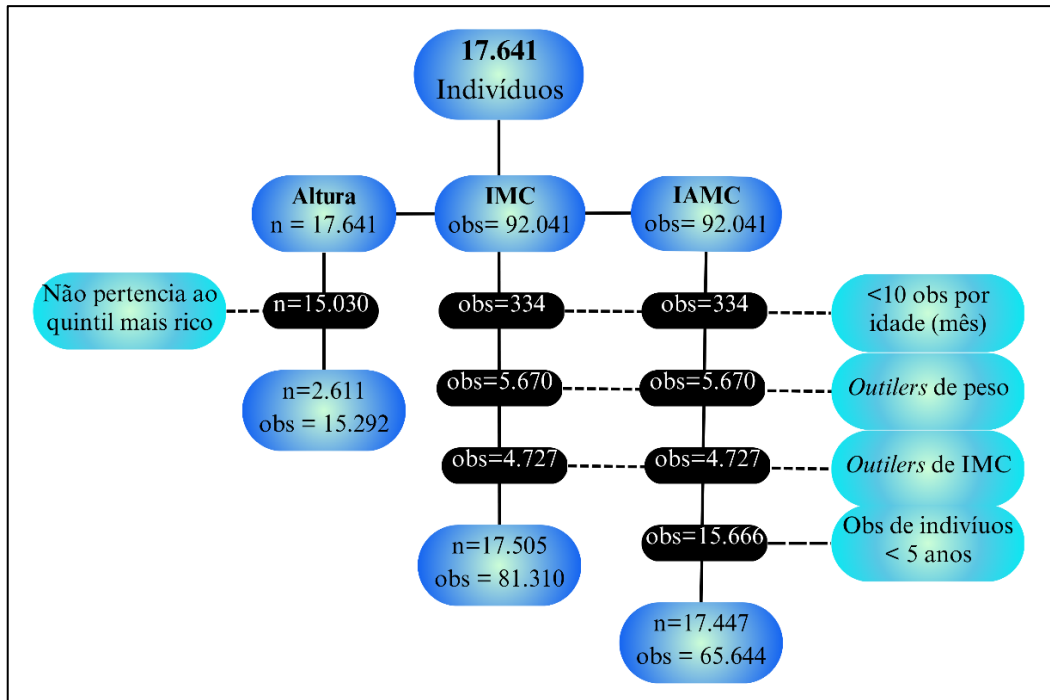 17.641
Indivíduos
Altura
n = 17.641
IMC
obs= 92.041
IAMC
obs= 92.041
Não pertencia ao
quintil mais rico
n=15.030
obs=334
obs=334
<10 obs por
idade (mês)
n=2.611
obs = 15.292
obs=5.670
obs=5.670
Outilers de peso
obs=4.727
obs=4.727
Outilers de IMC
n=17.505
obs = 81.310
obs=15.666
Obs de indivíuos
< 5 anos
n=17.447
obs = 65.644